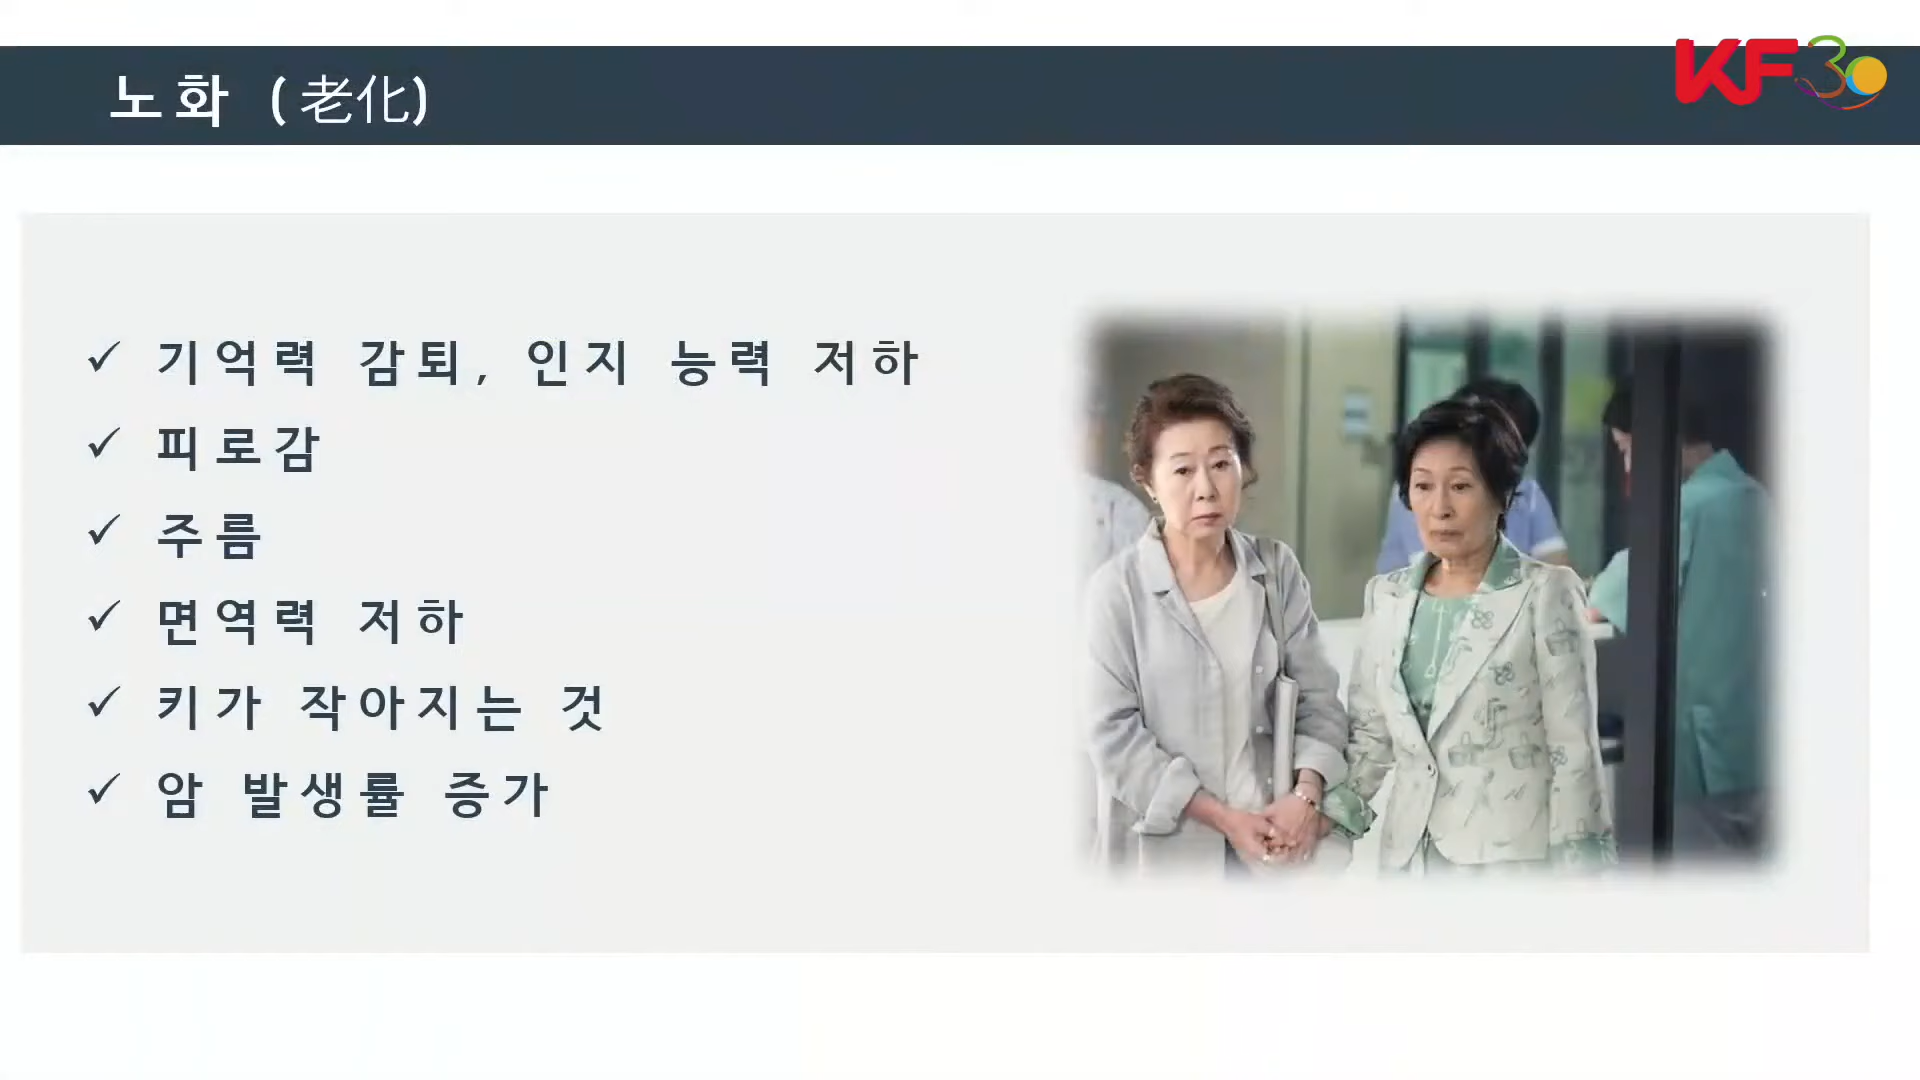 노화 (老化)
KF30
기억력 감퇴, 인지 능력 저하
피로감
주름
면역력 저하
키가 작아지는 것
암 발생률 증가